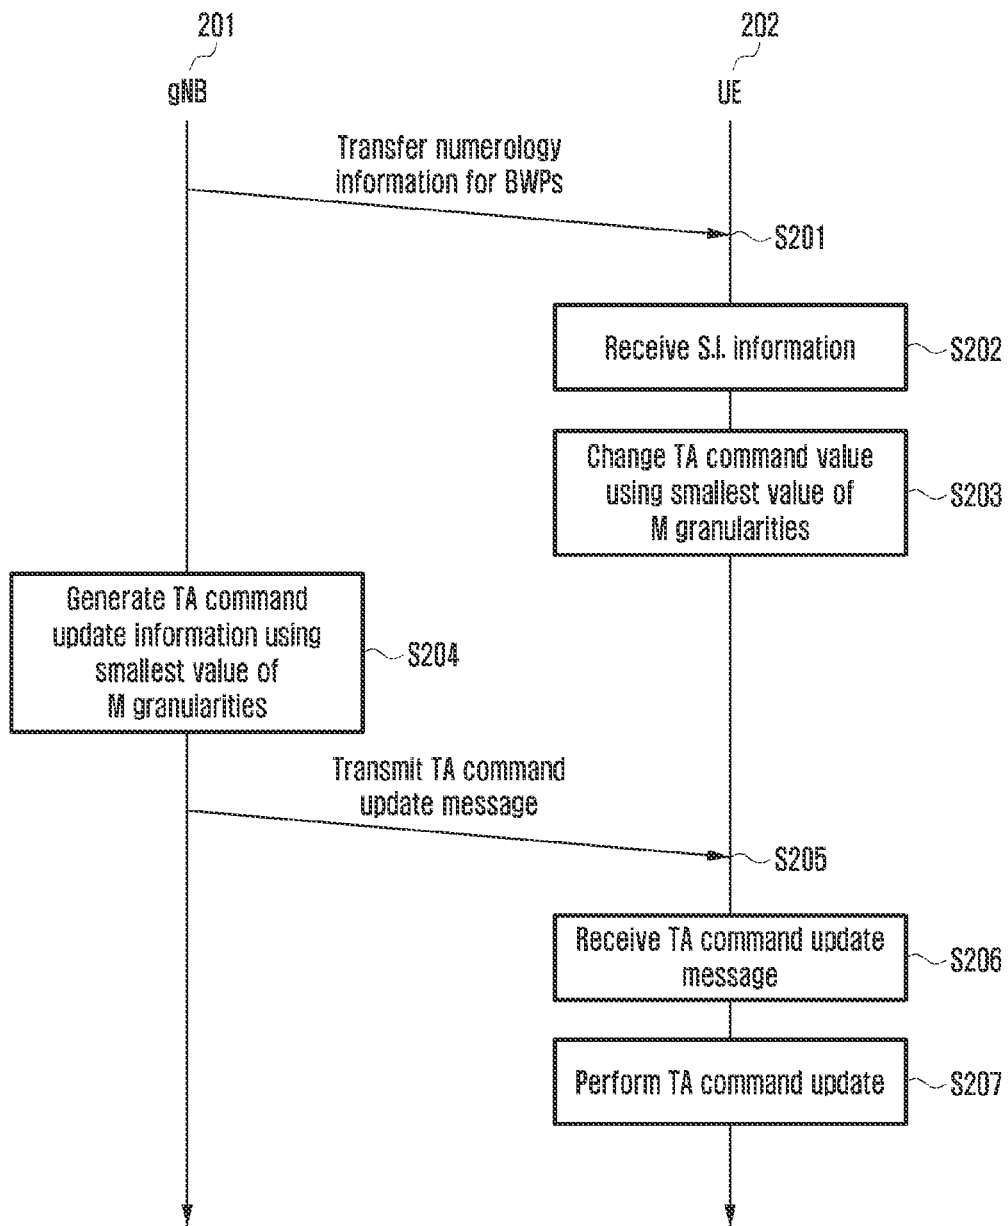 201
202
gNB
UE
Transfer numerology
information for BWPs
S201
Receive S.I. information
S202
Change TA command value
using smallest value of
M granularities
S203
Generate TA command
update information using
smallest value of
M granularities
S204
Transmit TA command
update message
S205
Receive TA command update
message
S206
Perform TA command update
S207